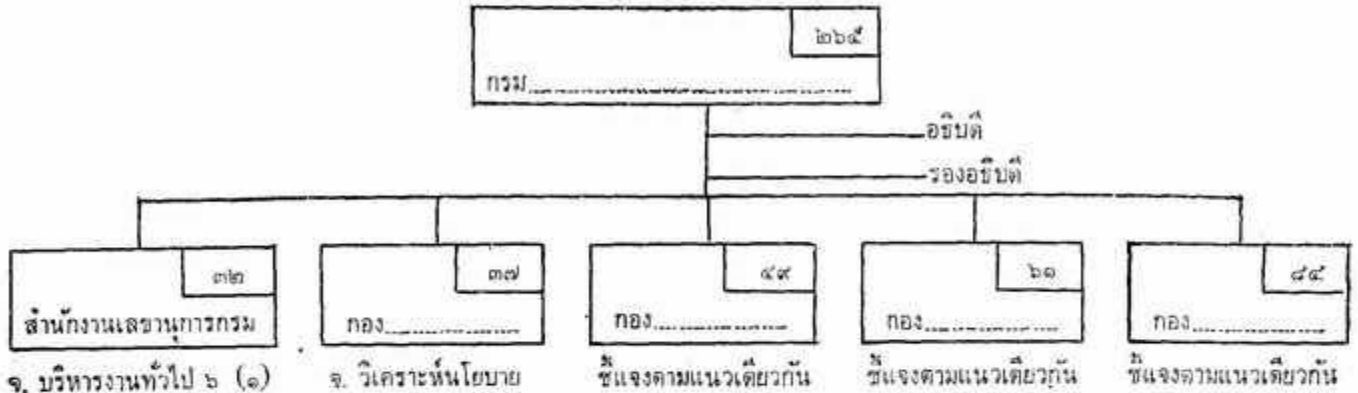 ๒๖๕
กรม..............................
อธิบดี
รองอธิบดี
๓๒ ๓๗ ๔๙ ๖๑ ๘๔
สำนักงานเลขานุการกรม กอง.................. กอง.................. กอง.................. กอง..................
จ. บริหารงานทั่วไป ๖ (๑) จ. วิเคราะห์นโยบาย ชี้แจงตามแนวเดียวกัน ชี้แจงตามแนวเดียวกัน ชี้แจงตามแนวเดียวกัน